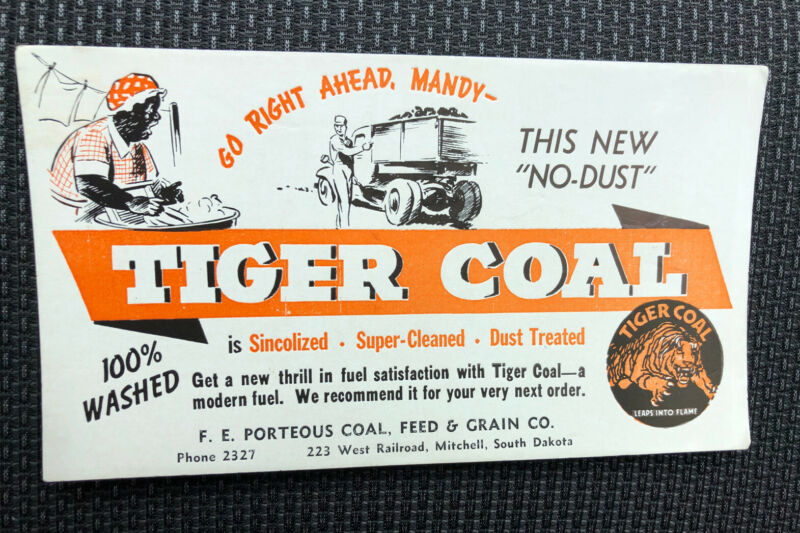 GO RIGHT AHEAD, MANDY-
THIS NEW
"NO-DUST"
TIGER COAL
100%
WASHED
is Sincolized · Super-Cleaned · Dust Treated
Get a new thrill in fuel satisfaction with Tiger Coal—a
modern fuel. We recommend it for your very next order.
TIGER COAL
LEAPS INTO FLAME
F. E. PORTEOUS COAL, FEED & GRAIN CO.
Phone 2327 223 West Railroad, Mitchell, South Dakota